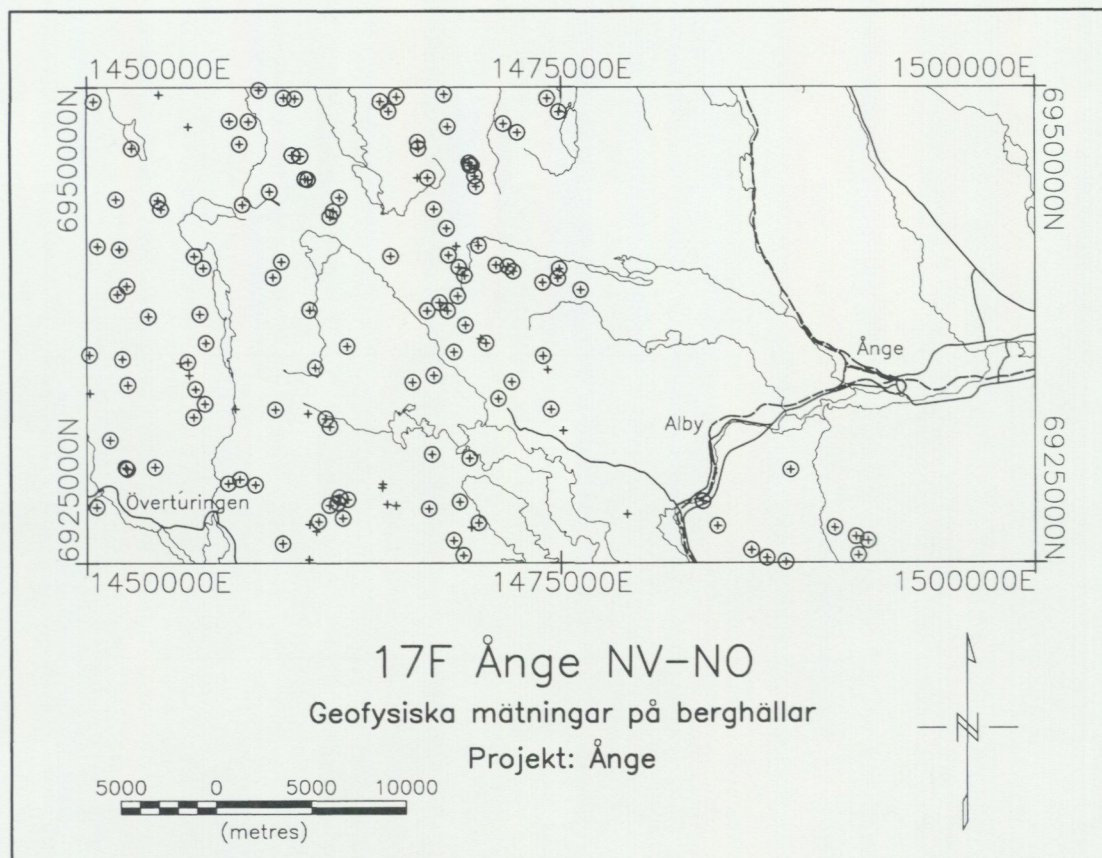 1450000E 1475000E 1500000E
6950000N 6950000N
Ånge
Alby
Överturingen
6925000N 6925000N
1450000E 1475000E 1500000E
17F Ånge NV-NO
Geofysiska mätningar på berghällar
Projekt: Ånge
5000 0 5000 10000
(metres)
N